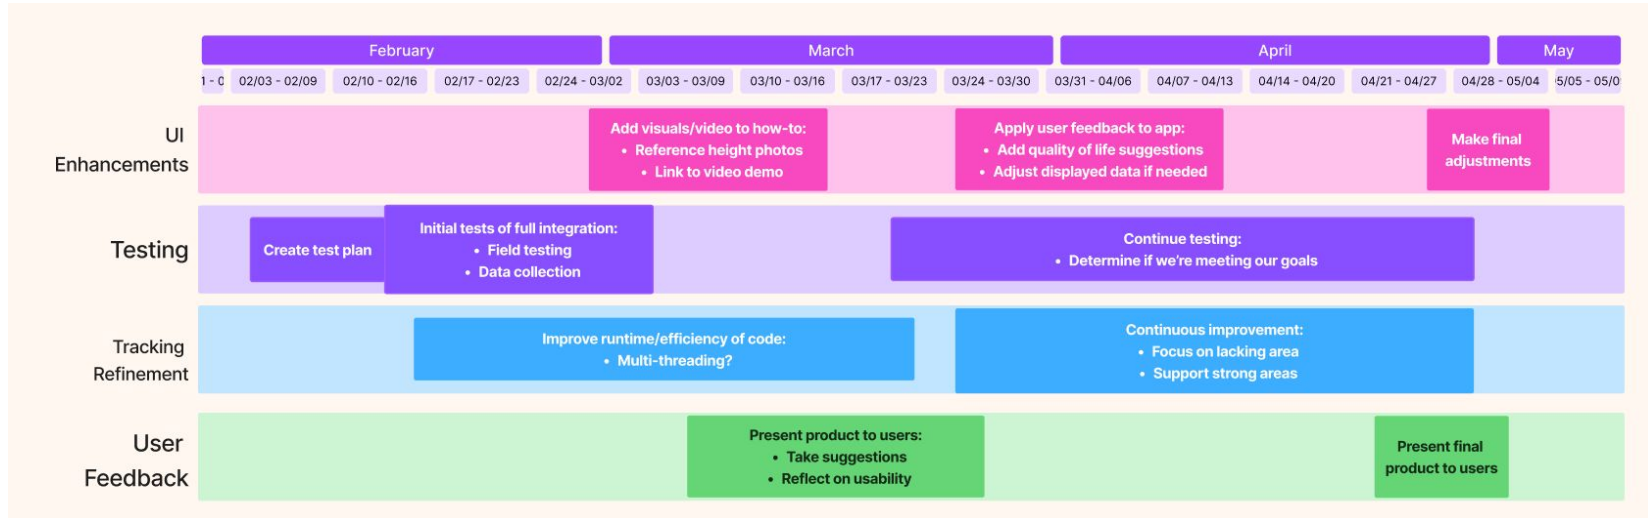 February
March
April
May
1 - 0
02/03 - 02/09
02/10 - 02/16
02/17 - 02/23
02/24 - 03/02
03/03 - 03/09
03/10 - 03/16
03/17 - 03/23
03/24 - 03/30
03/31 - 04/06
04/07 - 04/13
04/14 - 04/20
04/21 - 04/27
04/28 - 05/04
5/05 - 05/0
UI
Enhancements
Add visuals/video to how-to:
• Reference height photos
• Link to video demo
Apply user feedback to app:
• Add quality of life suggestions
• Adjust displayed data if needed
Make final
adjustments
Testing
Create test plan
Initial tests of full integration:
• Field testing
• Data collection
Continue testing:
• Determine if we're meeting our goals
Tracking
Refinement
Improve runtime/efficiency of code:
• Multi-threading?
Continuous improvement:
• Focus on lacking area
• Support strong areas
User
Feedback
Present product to users:
• Take suggestions
• Reflect on usability
Present final
product to users